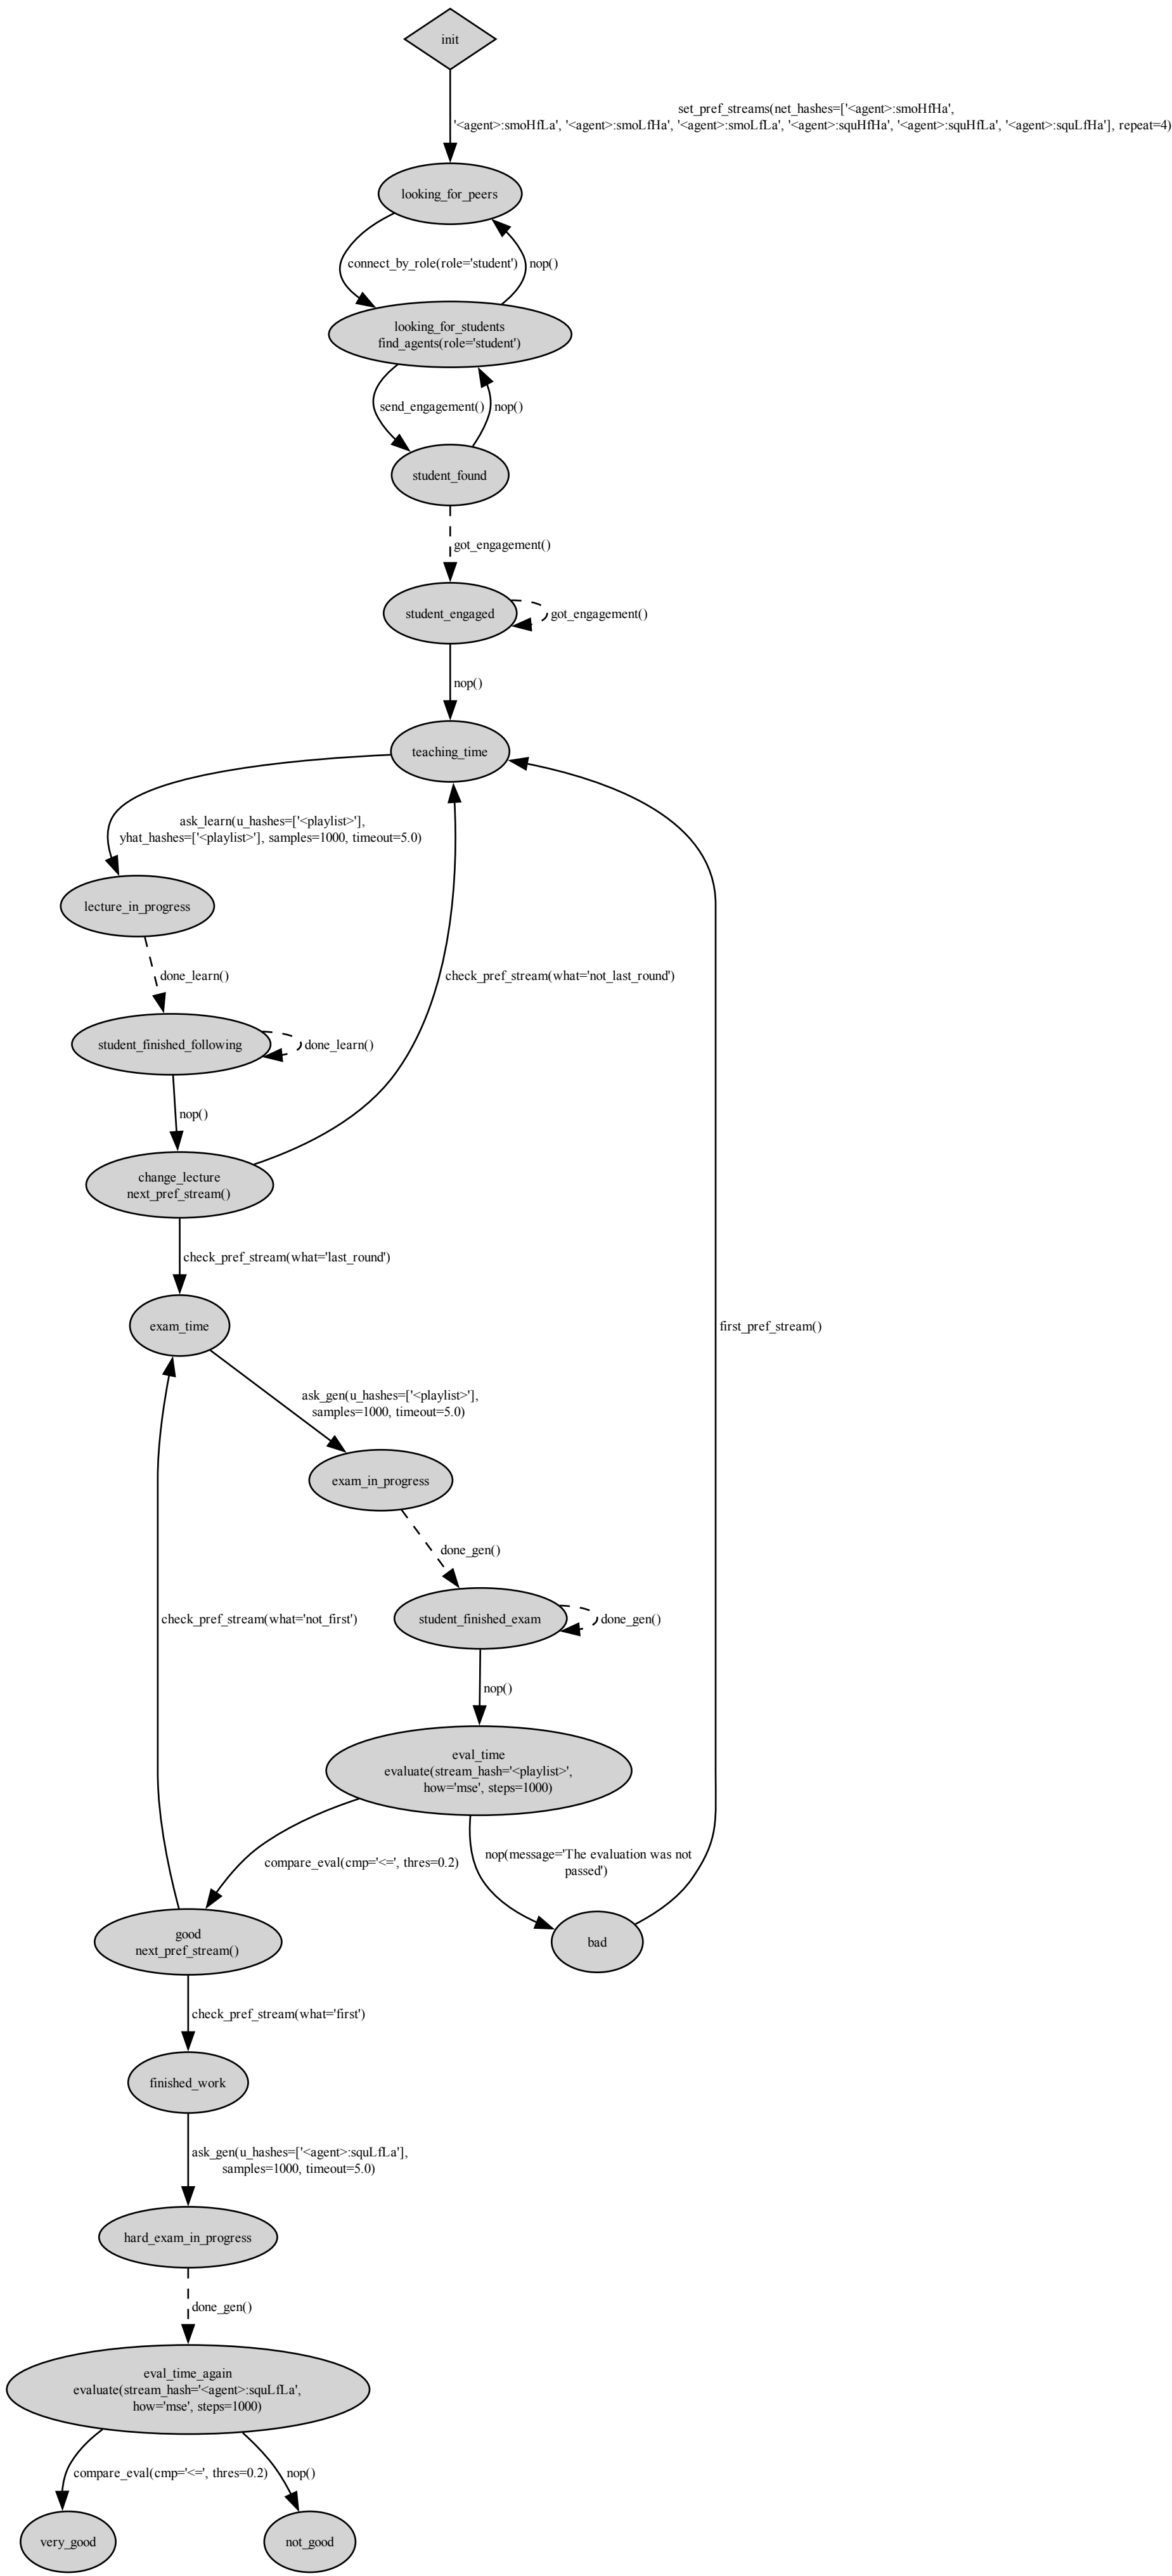 init
set_pref_streams(net_hashes=['<agent>:smoHfHa',
'<agent>:smoHfLa', '<agent>:smoLfHa', '<agent>:smoLfLa', '<agent>:squHfHa', '<agent>:squHfLa', '<agent>:squLfHa'], repeat=4)
looking_for_peers
connect_by_role(role='student')
nop()
looking_for_students
find_agents(role='student')
send_engagement()
nop()
student_found
got_engagement()
student_engaged
got_engagement()
nop()
teaching_time
ask_learn(u_hashes=['<playlist>'],
yhat_hashes=['<playlist>'], samples=1000, timeout=5.0)
lecture_in_progress
done_learn()
check_pref_stream(what='not_last_round')
student_finished_following
done_learn()
nop()
change_lecture
next_pref_stream()
check_pref_stream(what='last_round')
exam_time
first_pref_stream()
ask_gen(u_hashes=['<playlist>'],
samples=1000, timeout=5.0)
exam_in_progress
done_gen()
check_pref_stream(what='not_first')
student_finished_exam
done_gen()
nop()
eval_time
evaluate(stream_hash='<playlist>',
how='mse', steps=1000)
compare_eval(cmp='<=', thres=0.2)
nop(message='The evaluation was not
passed')
good
next_pref_stream()
bad
check_pref_stream(what='first')
finished_work
ask_gen(u_hashes=['<agent>:squLfLa'],
samples=1000, timeout=5.0)
hard_exam_in_progress
done_gen()
eval_time_again
evaluate(stream_hash='<agent>:squLfLa',
how='mse', steps=1000)
compare_eval(cmp='<=', thres=0.2)
nop()
very_good
not_good